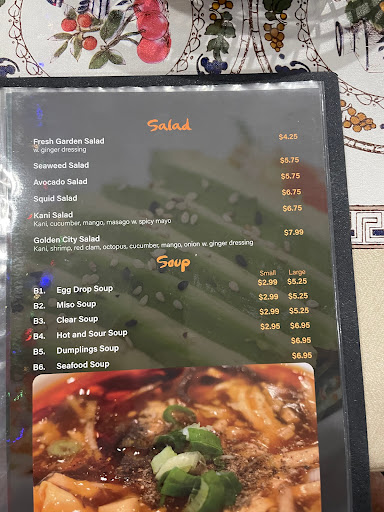 Salad
Fresh Garden Salad $4.25
w. ginger dressing
Seaweed Salad $5.75
Avocado Salad $5.75
Squid Salad $6.75
Kani Salad $6.75
Kani, cucumber, mango, masago w. spicy mayo
Golden City Salad $7.99
Kani, shrimp, red clam, octopus, cucumber, mango, onion w. ginger dressing
Soup
Small Large
B1. Egg Drop Soup $2.99 $5.25
B2. Miso Soup $2.99 $5.25
B3. Clear Soup $2.99 $5.25
B4. Hot and Sour Soup $2.95 $6.95
B5. Dumplings Soup $6.95
B6. Seafood Soup $6.95